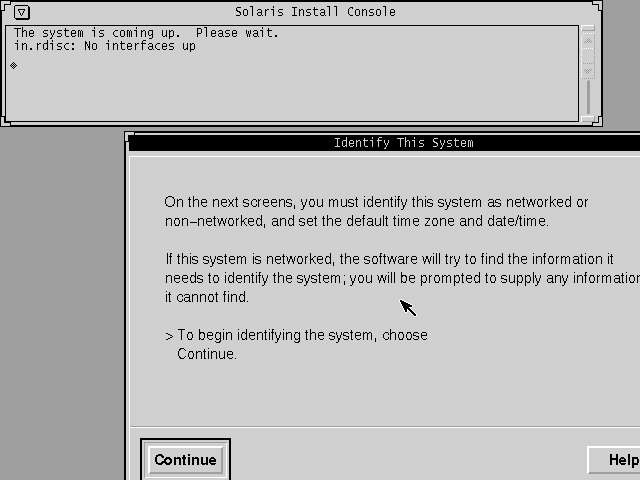 Solaris Install Console
The system is coming up.  Please wait.
in.rdisc: No interfaces up
Identify This System
On the next screens, you must identify this system as networked or
non-networked, and set the default time zone and date/time.
If this system is networked, the software will try to find the information it
needs to identify the system; you will be prompted to supply any information
it cannot find.
> To begin identifying the system, choose
Continue.
Continue
Help